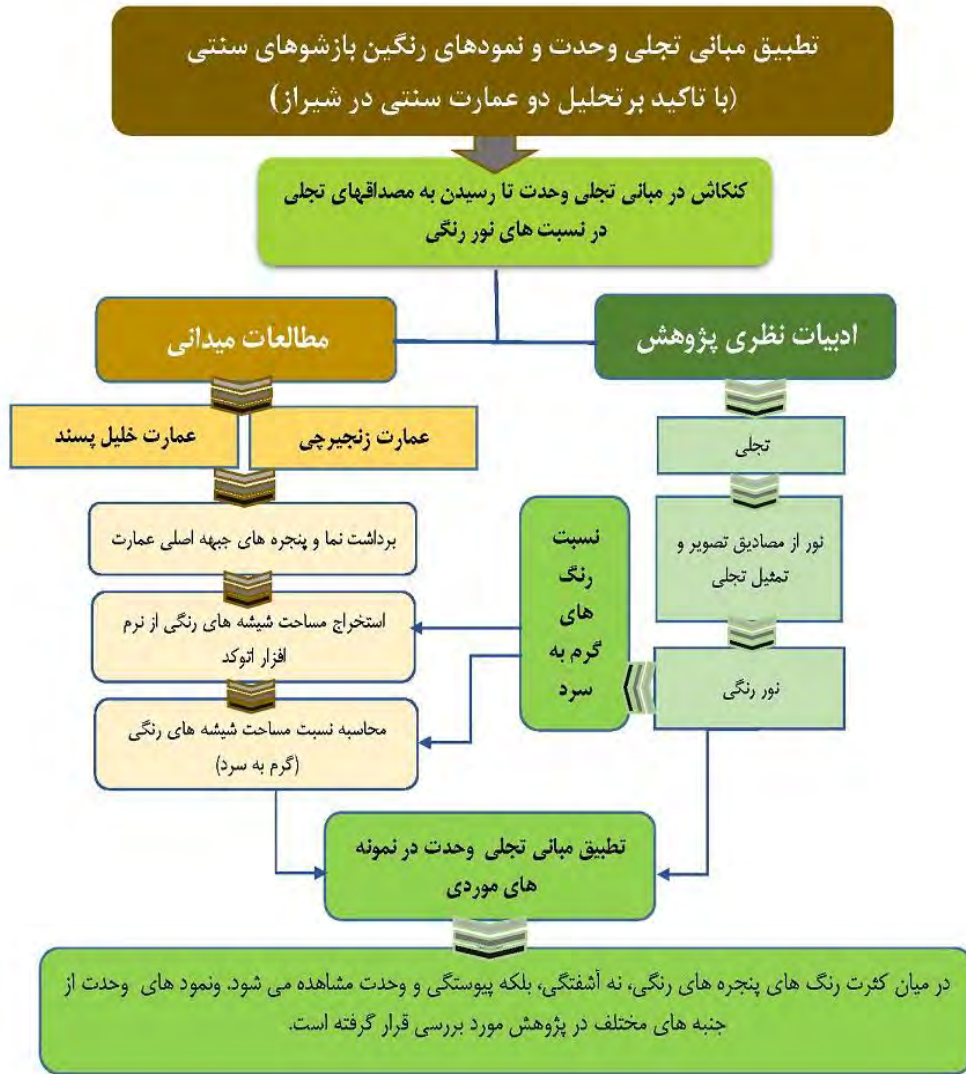 تطبیق مبانی تجلی وحدت و نمودهای رنگین بازشوهای سنتی
(با تاکید برتحلیل دو عمارت سنتی در شیراز)
کنکاش در مبانی تجلی وحدت تا رسیدن به مصداقهای تجلی
در نسبت های نور رنگی
ادبیات نظری پژوهش
تجلی
نور از مصادیق تصویر و
تمثیل تجلی
نور رنگی
نسبت
رنگ
های
گرم به
سرد
مطالعات میدانی
عمارت زنجیرچی
عمارت خلیل پسند
برداشت نما و پنجره های جبهه اصلی عمارت
استخراج مساحت شیشه های رنگی از نرم
افزار اتوکد
محاسبه نسبت مساحت شیشه های رنگی
(گرم به سرد)
تطبیق مبانی تجلی وحدت در نمونه
های موردی
در میان کثرت رنگ های پنجره های رنگی، نه آشفتگی، بلکه پیوستگی و وحدت مشاهده می شود. ونمود های وحدت از
جنبه های مختلف در پژوهش مورد بررسی قرار گرفته است.